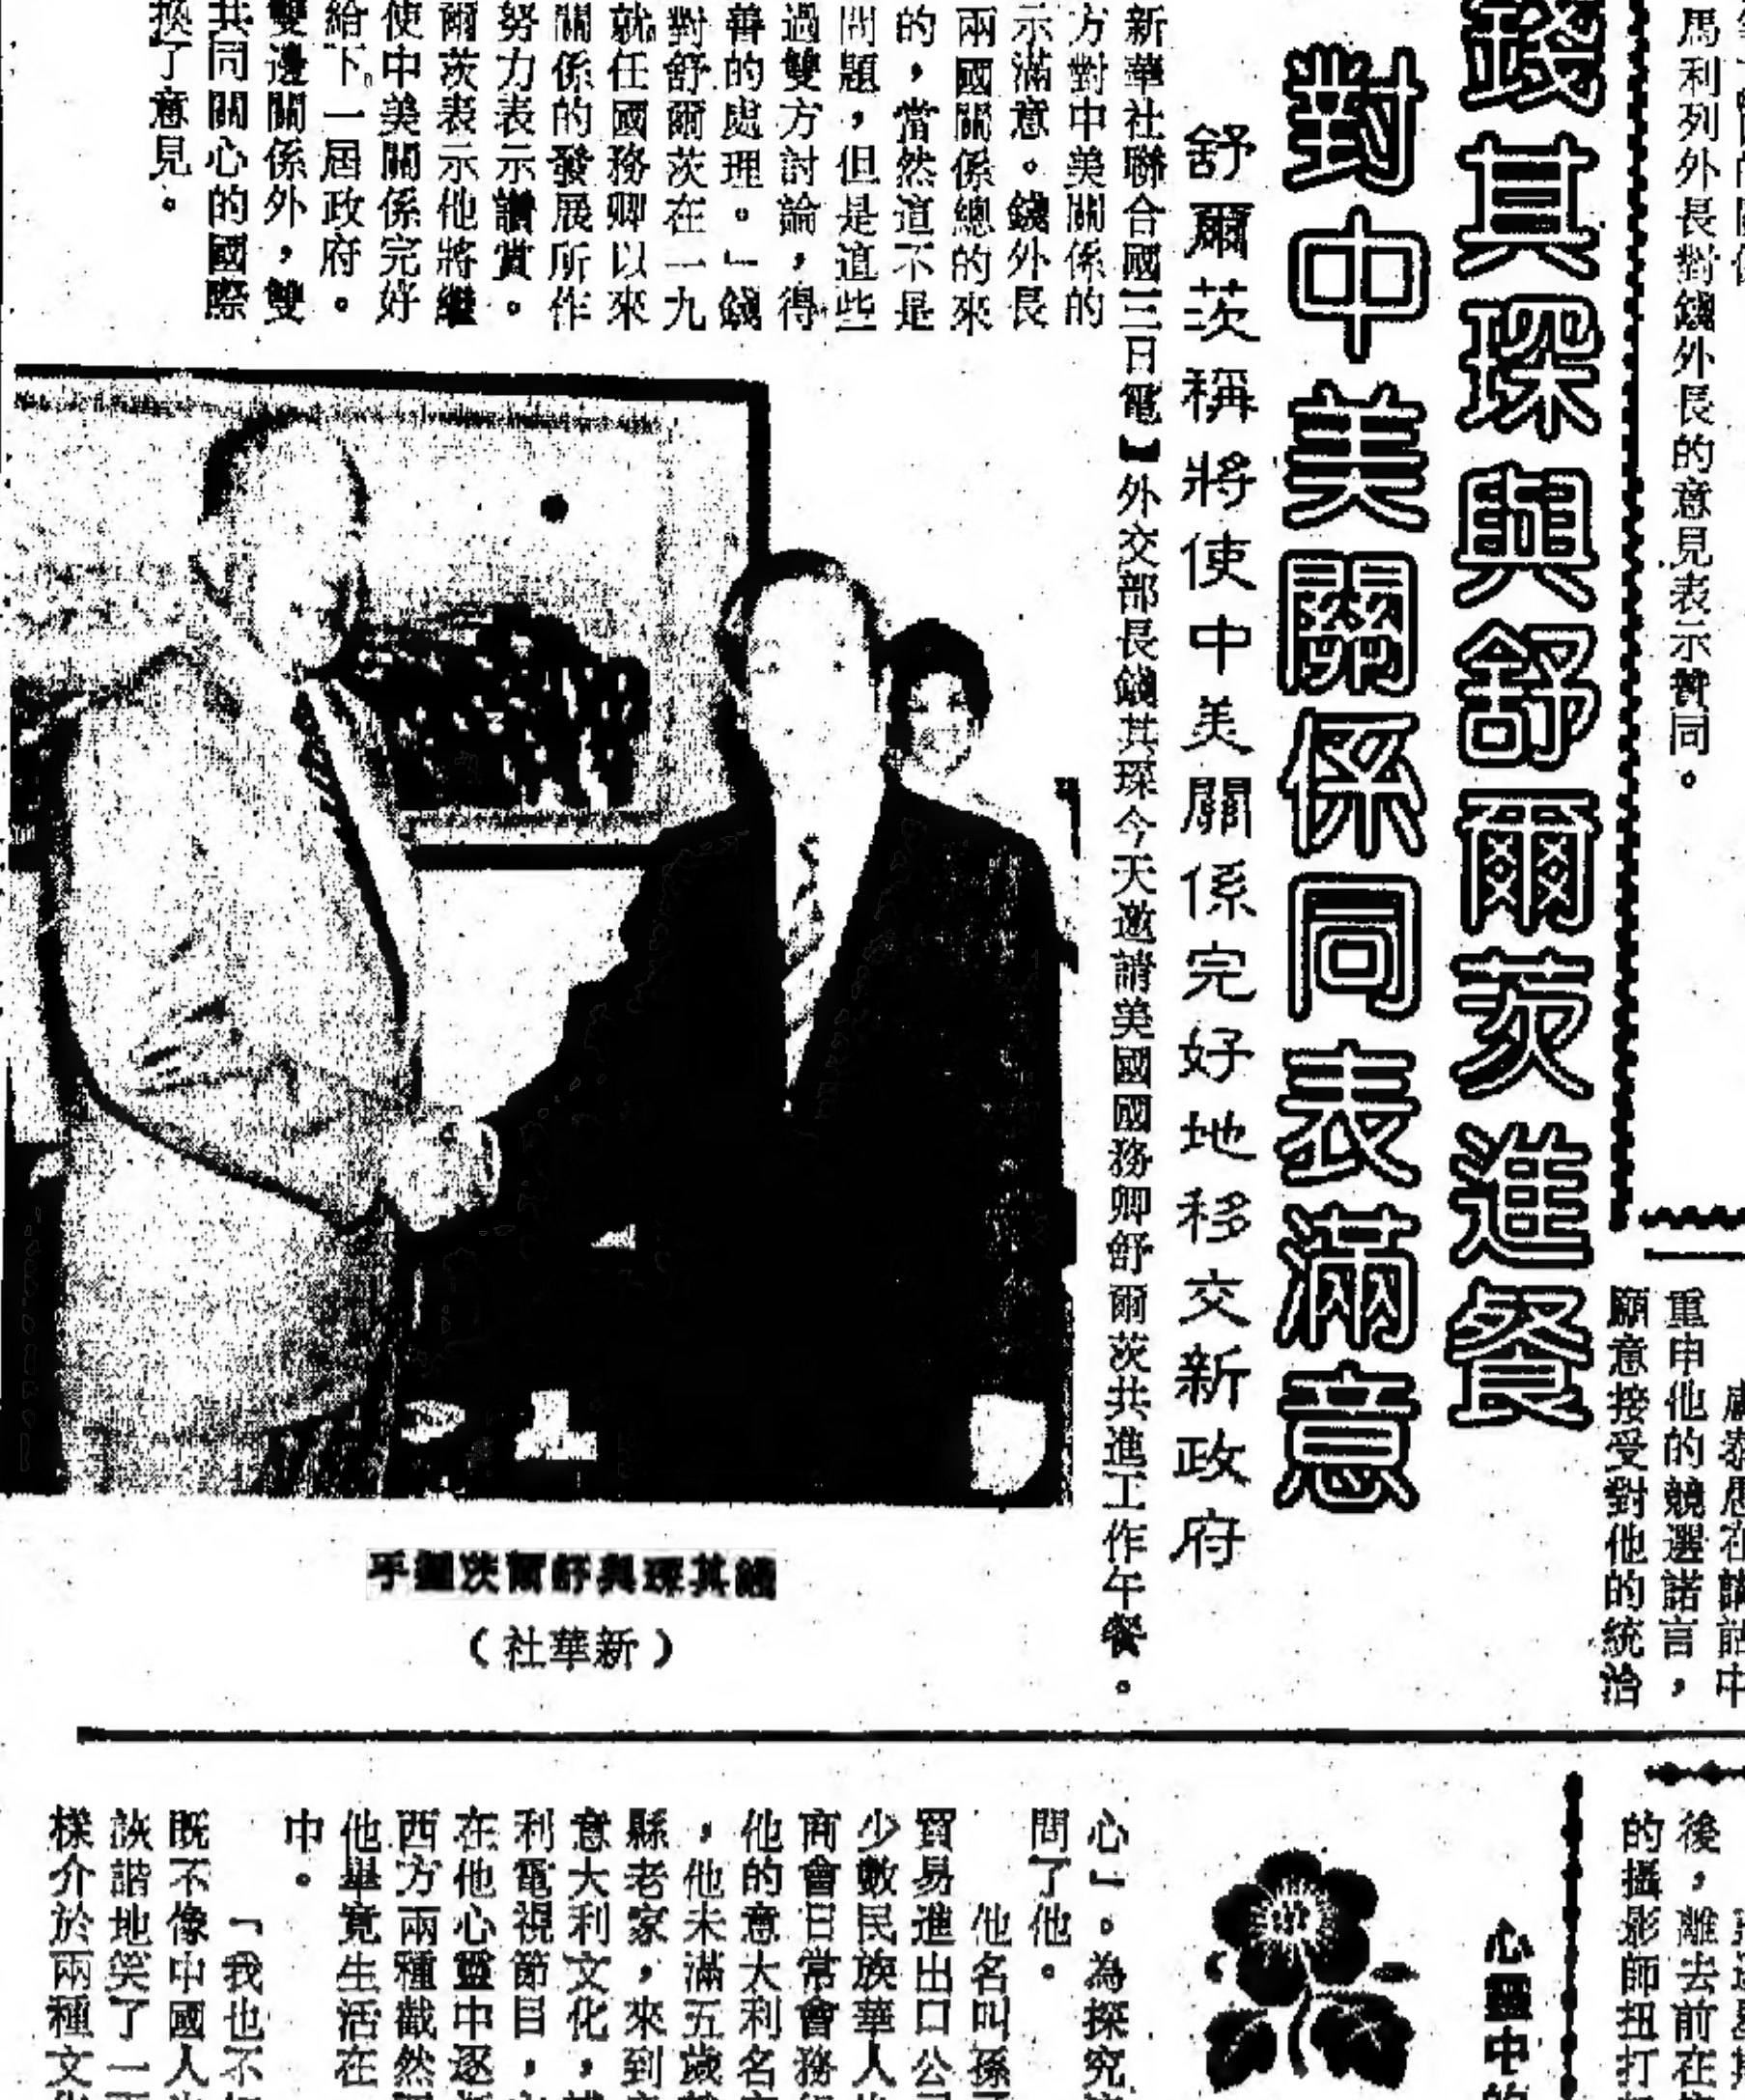 馬利列外長對錢外長的意見表示贊同。
錢其琛與舒爾茨進餐
對中美關係同表滿意
舒爾茨稱將使中美關係完好地移交新政府
新華社聯合國三日電】外交部長錢其琛今天邀請美國國務卿舒爾茨共進工作午餐。
方對中美關係的
示滿意。錢外長
兩國關係總的來
的，當然這不是
問題，但是這些
過雙方討論，得
善的處理。」錢
對舒爾茨在一九
就任國務卿以來
關係的發展所作
努力表示讚賞。
爾茨表示他將繼
使中美關係完好
給下一屆政府。
雙邊關係外，雙
共同關心的國際
換了意見。
手握茨爾舒與琛其錢
（社華新）
重申他的競選諾言，
願意接受對他的統治
後，離去前在
的攝影師扭打
心靈中的
心」。為探究
問了他。
他名叫孫
貿易進出口公
少數民族華人
商會日常會務
他的意大利名
，他未滿五歲
縣老家，來到
意大利文化，
利電視節目，
在他心靈中逐
西方兩種截然
他畢竟生活在
中。
「我也不
既不像中國人
詼諧地笑了一
樣介於兩種文